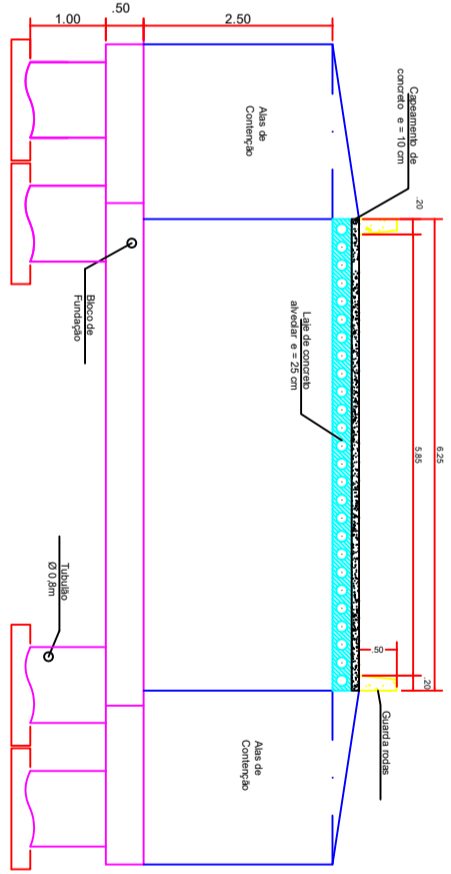 1.00
.50
2.50
Capeamento de
concreto e = 10 cm
Alas de
Contenção
.20
6.25
5.85
Bloco de
Fundação
Laje de concreto
alveolar e = 25 cm
Tubulão
Ø 0,8m
.50
.20
Guarda rodas
Alas de
Contenção